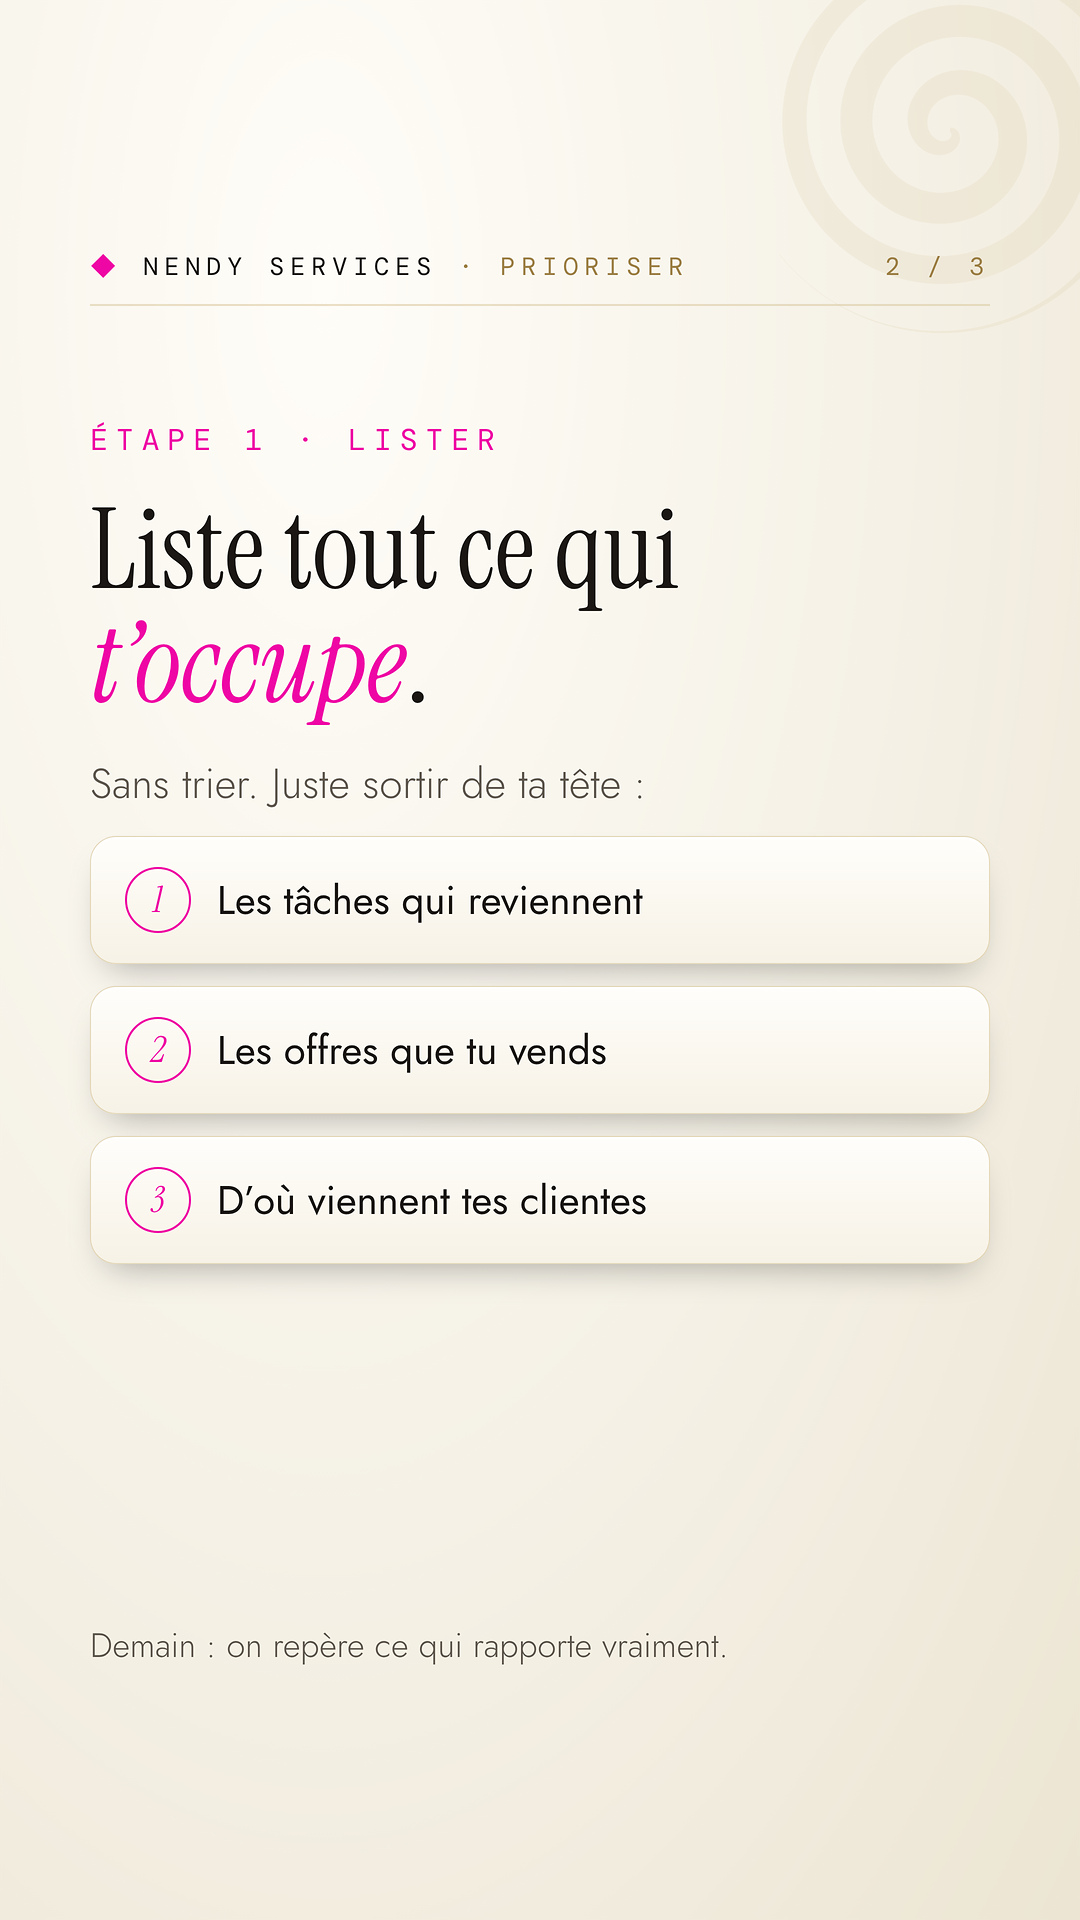 ◆ NENDY SERVICES · PRIORISER 2 / 3
ÉTAPE 1 · LISTER
Liste tout ce qui
t’occupe.
Sans trier. Juste sortir de ta tête :
1 Les tâches qui reviennent
2 Les offres que tu vends
3 D’où viennent tes clientes
Demain : on repère ce qui rapporte vraiment.